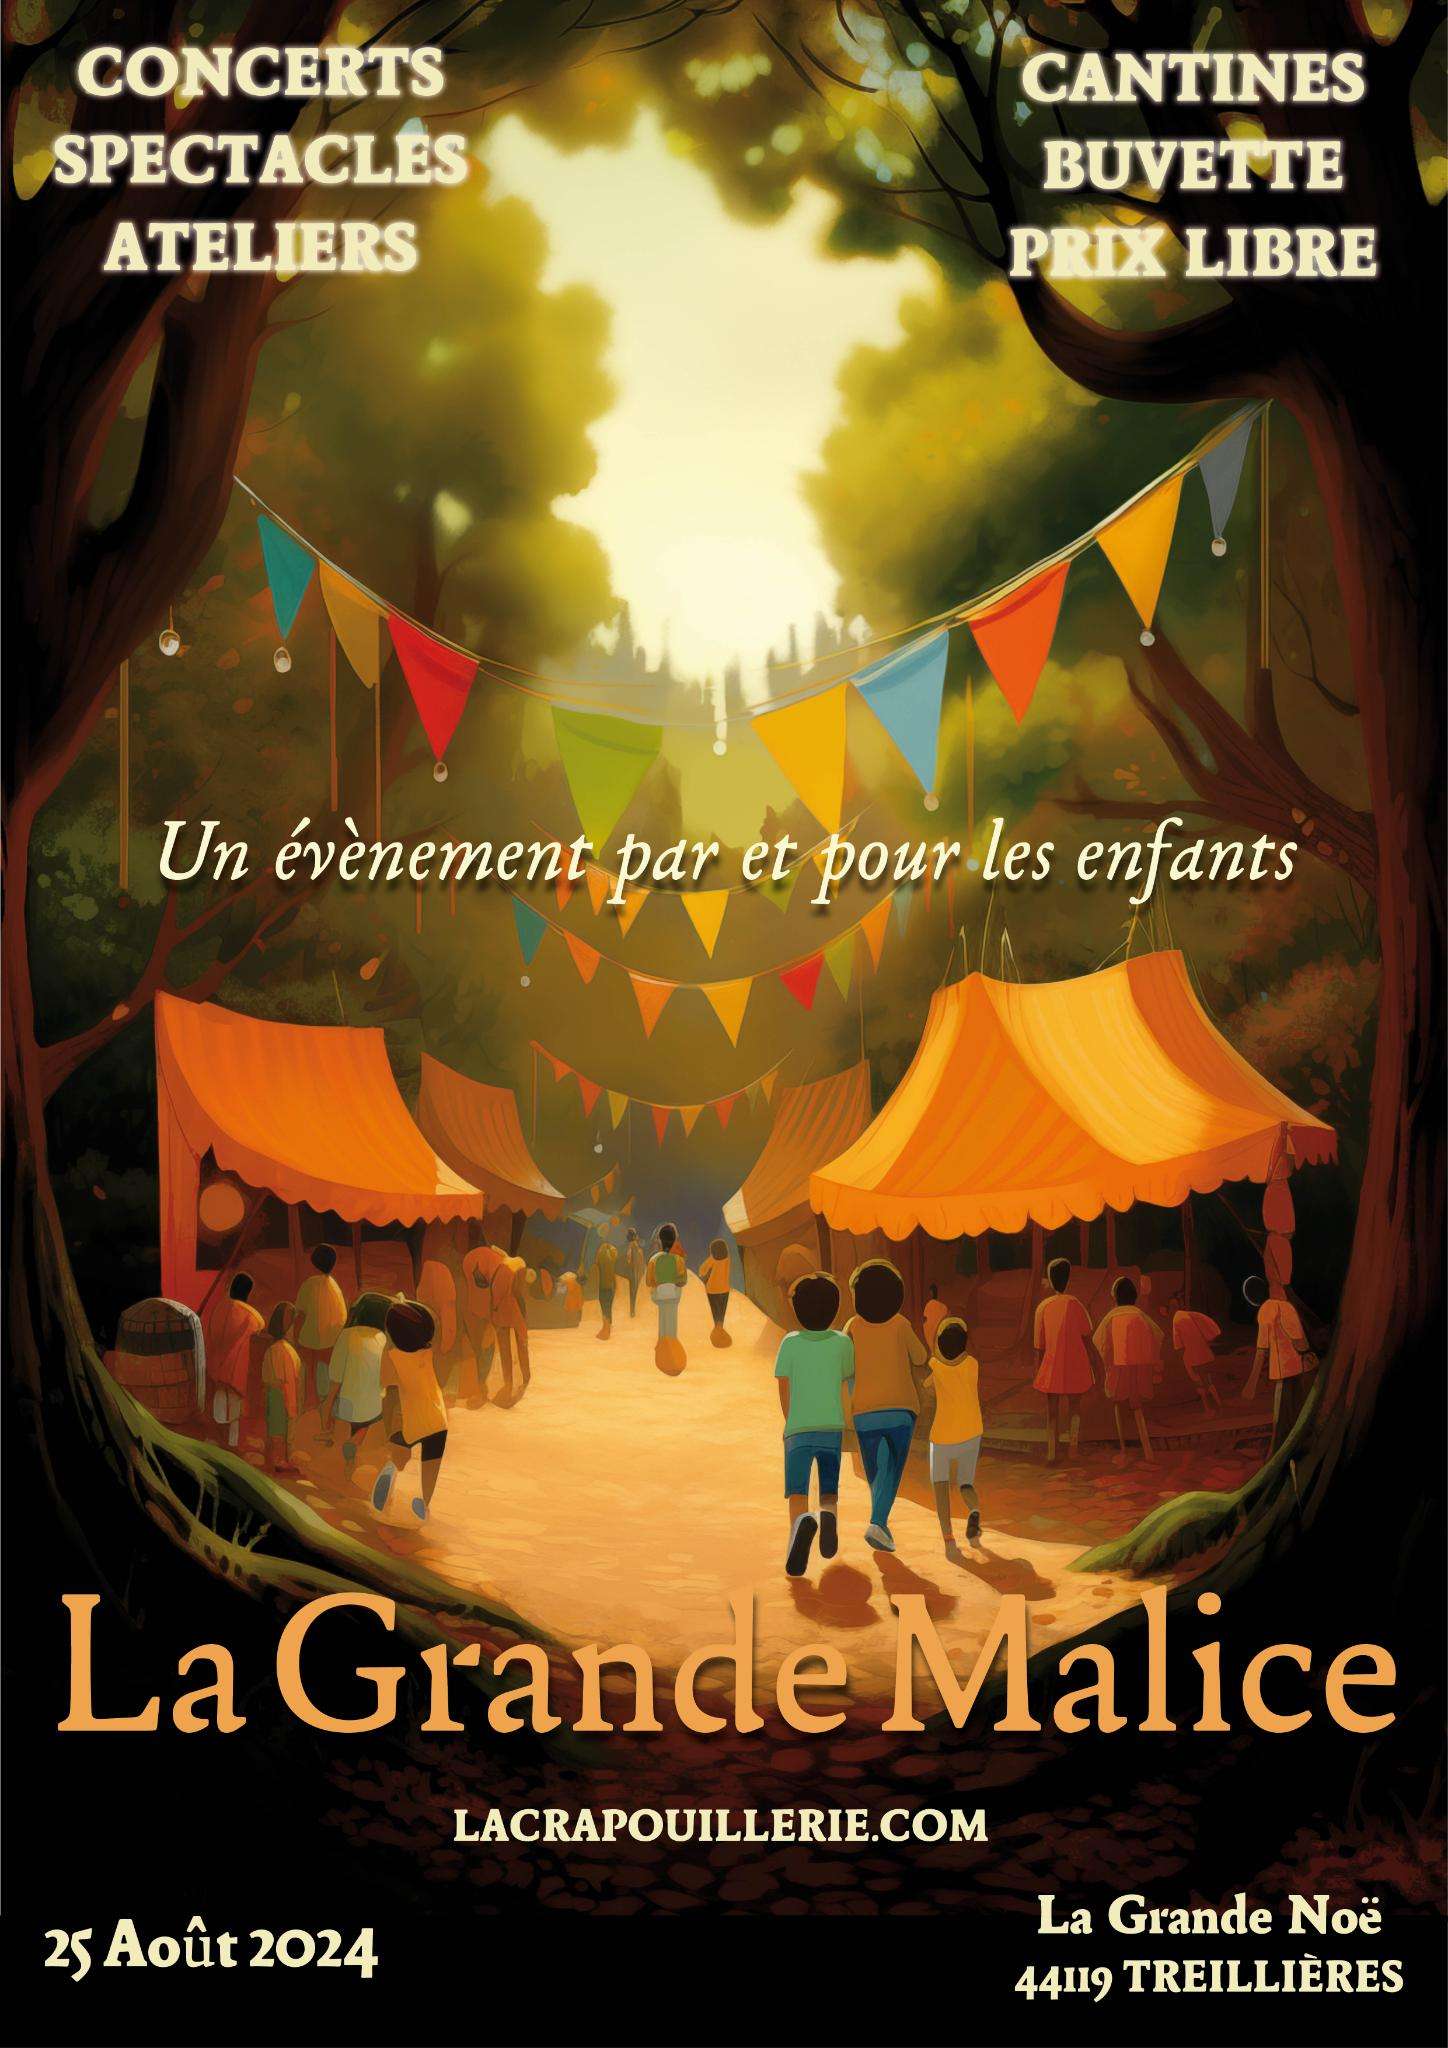 CONCERTS
SPECTACLES
ATELIERS
CANTINES
BUVETTE
PRIX LIBRE
Un évènement par et pour les enfants
La Grande Malice
LACRAPOUILLERIE.COM
25 Août 2024
La Grande Noë
44119 TREILLIÈRES